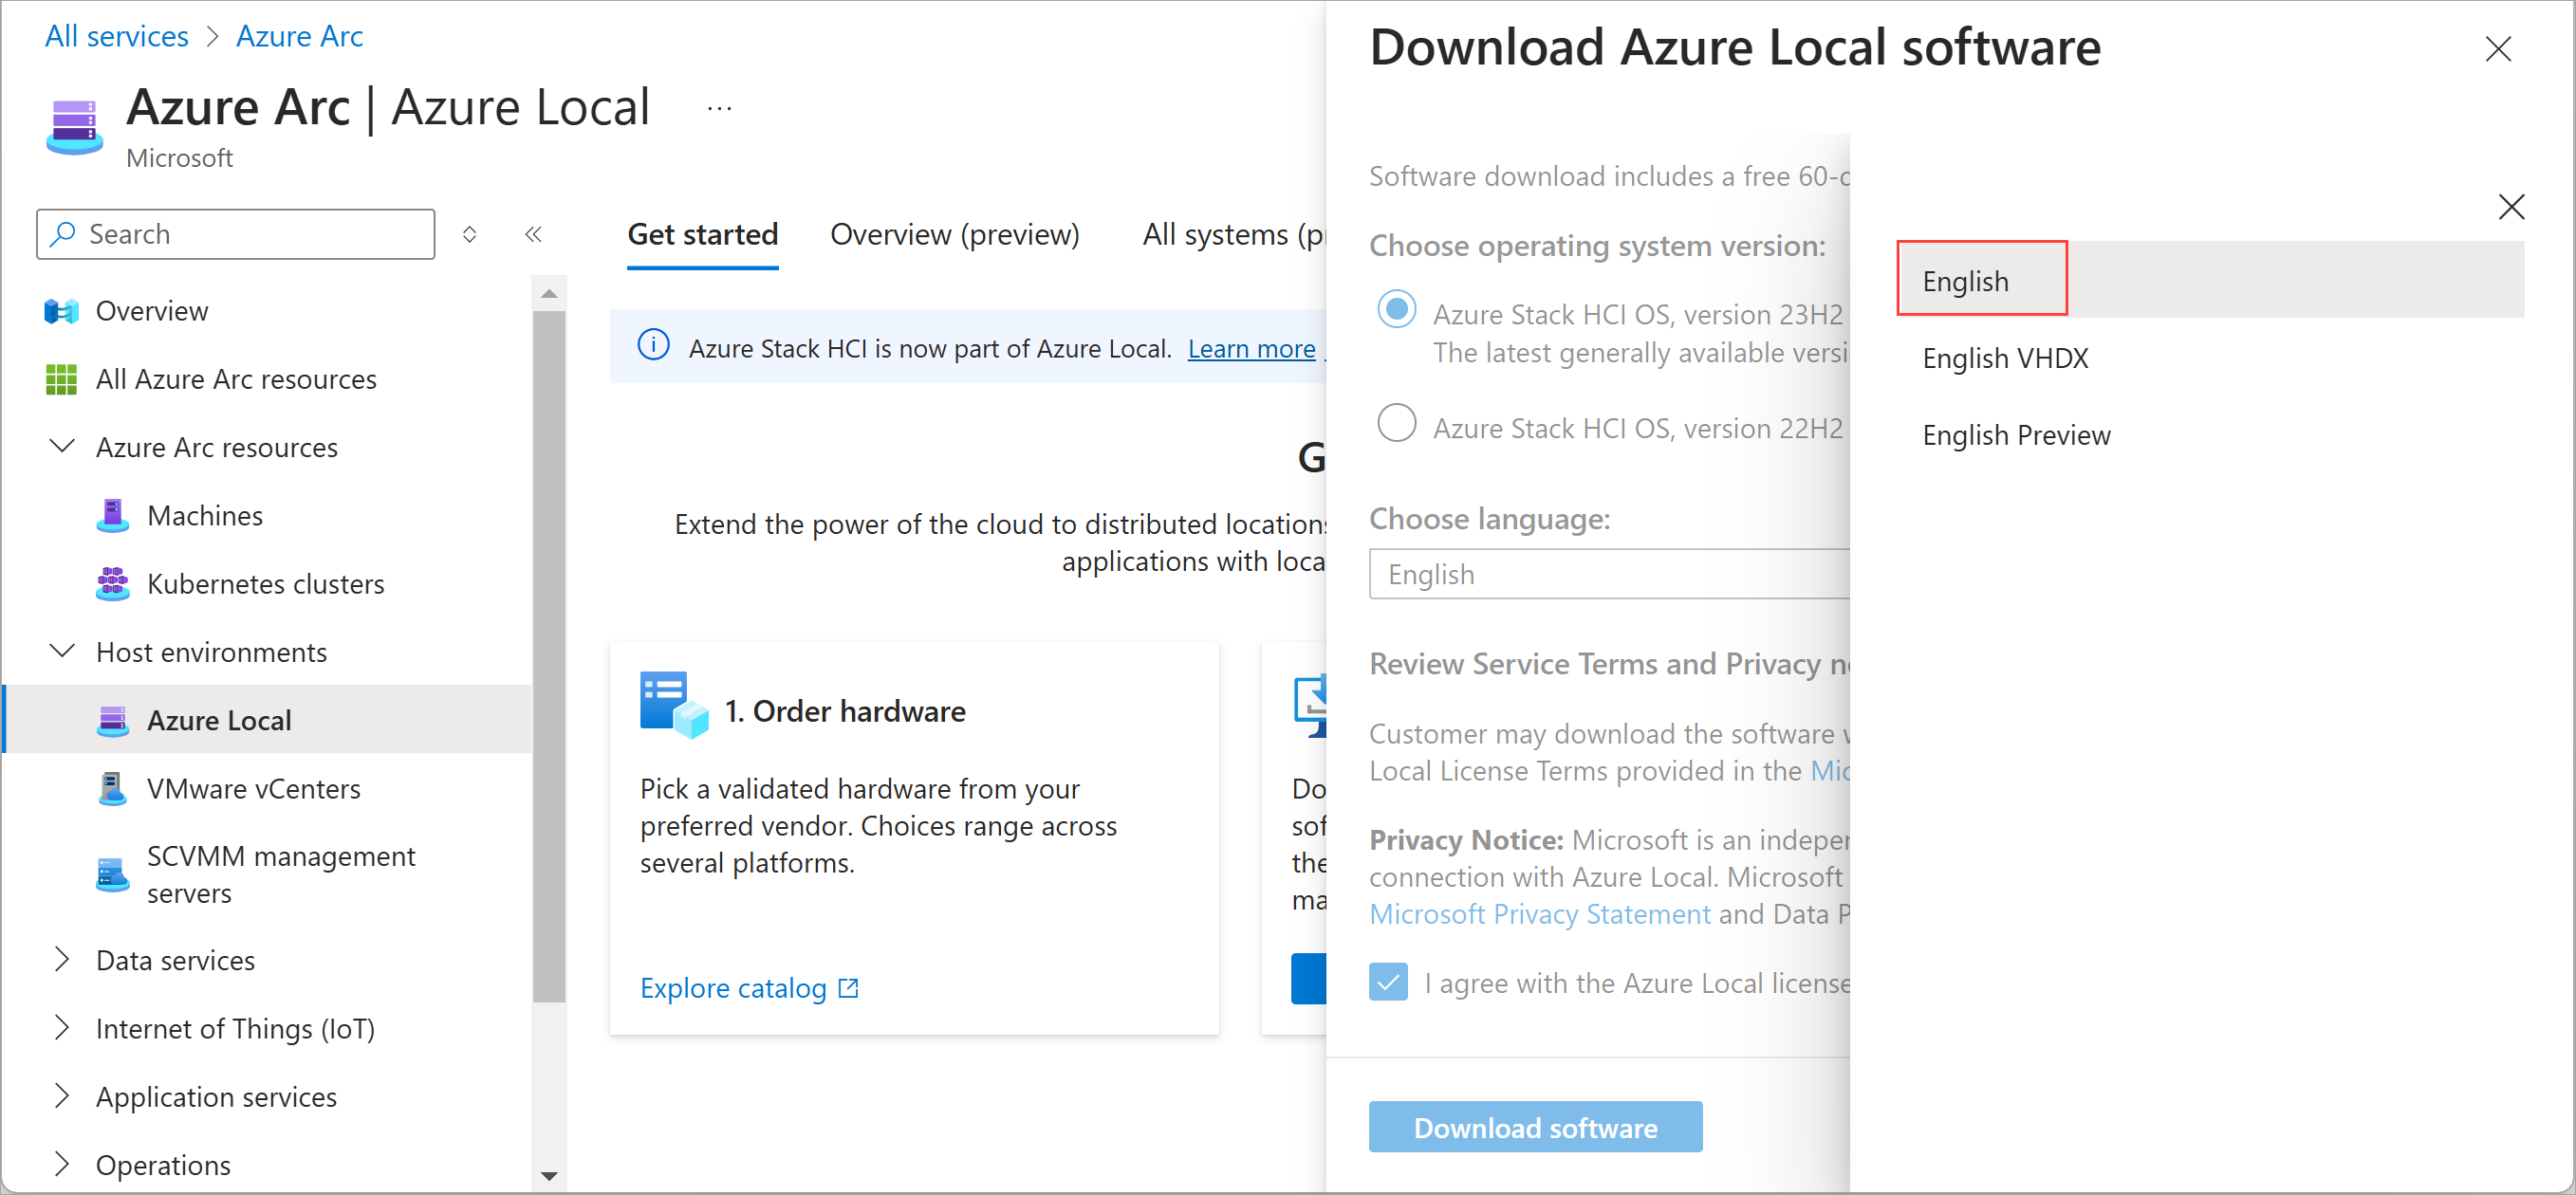 All services > Azure Arc
Azure Arc | Azure Local ...
Microsoft
Search
Overview
All Azure Arc resources
Azure Arc resources
Machines
Kubernetes clusters
Host environments
Azure Local
VMware vCenters
SCVMM management
servers
Data services
Internet of Things (IoT)
Application services
Operations
Get started
Overview (preview)
All systems (pr
Azure Stack HCI is now part of Azure Local. Learn more
G
Extend the power of the cloud to distributed locations
applications with loca
1. Order hardware
Pick a validated hardware from your
preferred vendor. Choices range across
several platforms.
Explore catalog
Do
sof
the
ma
Download Azure Local software
Software download includes a free 60-d
Choose operating system version:
Azure Stack HCI OS, version 23H2
The latest generally available versi
Azure Stack HCI OS, version 22H2
Choose language:
English
Review Service Terms and Privacy no
Customer may download the software w
Local License Terms provided in the Mic
Privacy Notice: Microsoft is an indeper
connection with Azure Local. Microsoft
Microsoft Privacy Statement and Data P
I agree with the Azure Local license
Download software
English
English VHDX
English Preview